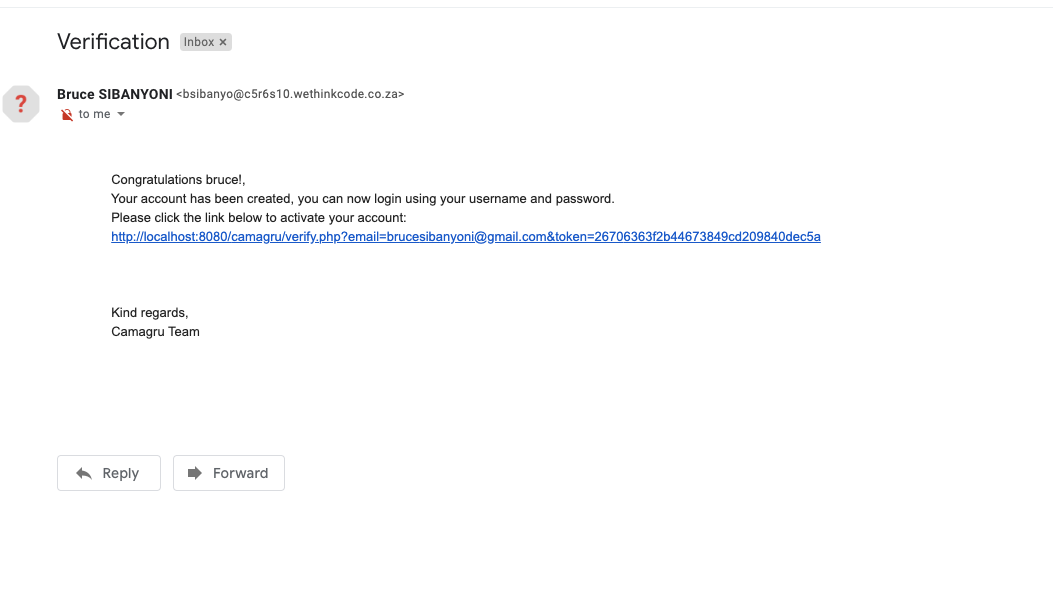 Verification Inbox ×
Bruce SIBANYONI <bsibanyo@c5r6s10.wethinkcode.co.za>
?
to me
Congratulations bruce!,
Your account has been created, you can now login using your username and password.
Please click the link below to activate your account:
http://localhost:8080/camagru/verify.php?email=brucesibanyoni@gmail.com&token=26706363f2b44673849cd209840dec5a
Kind regards,
Camagru Team
Reply Forward